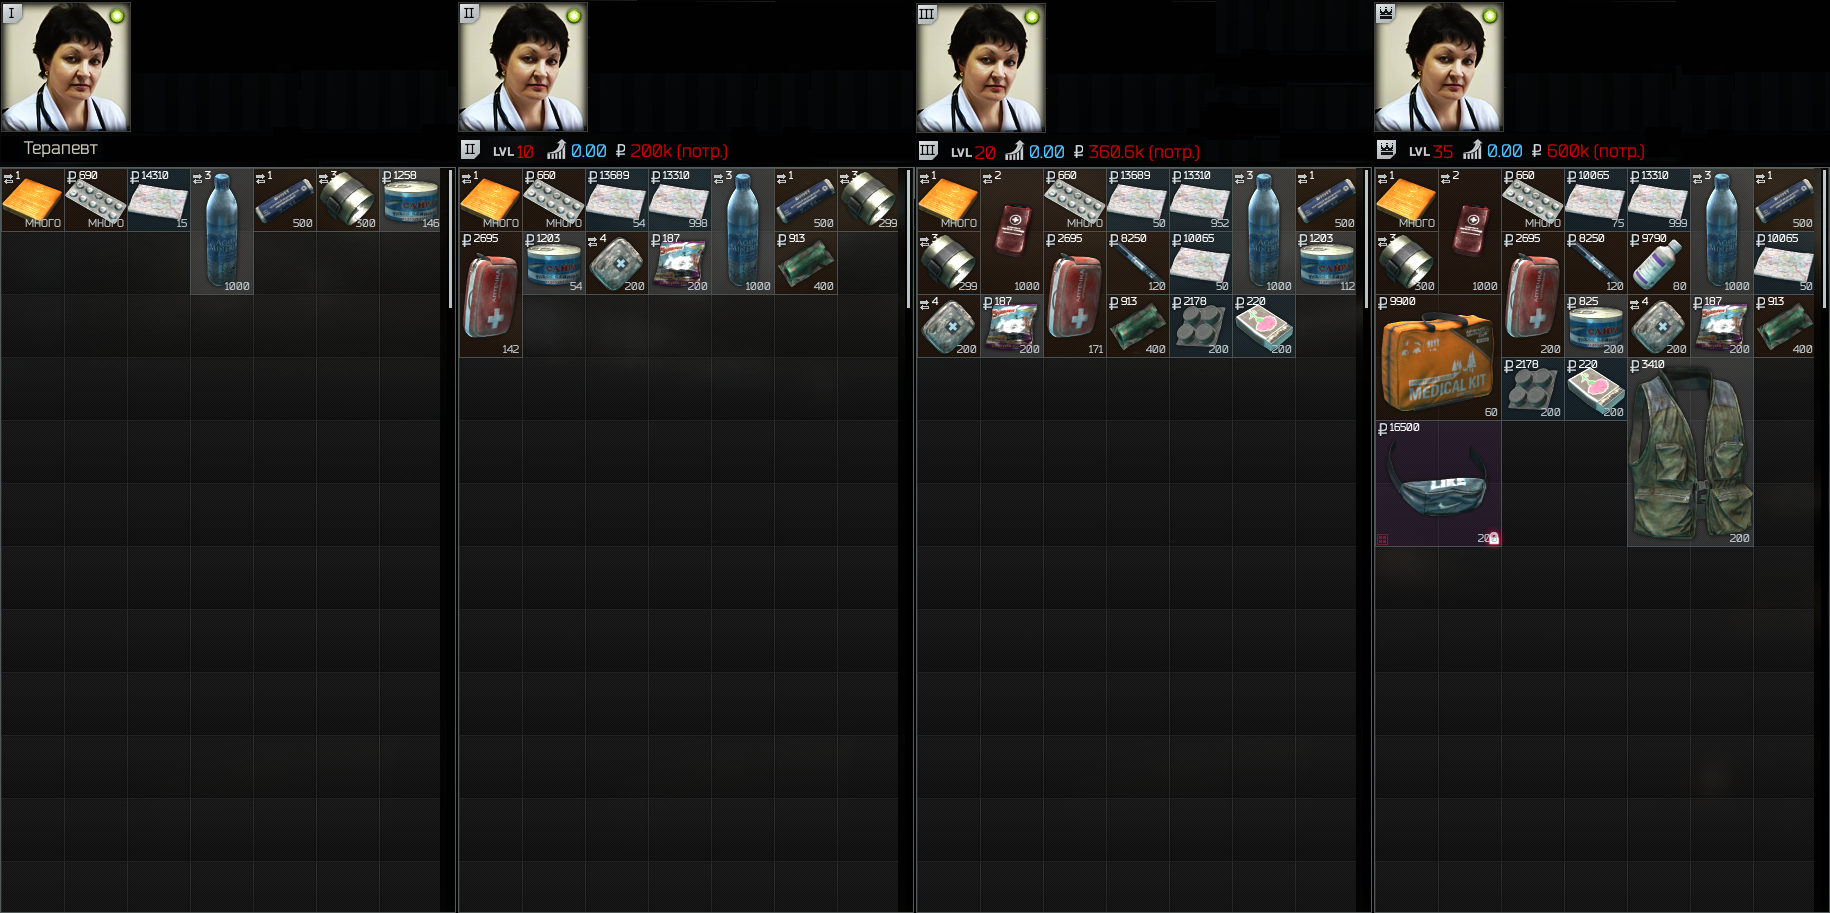 I
II
III
Терапевт
II LVL 10 0.00 ₽ 200k (потр.)
III LVL 20 0.00 ₽ 360.6k (потр.)
LVL 35 0.00 ₽ 600k (потр.)
1 ₽ 690 ₽ 14310 3 1 3 ₽ 1258
МНОГО МНОГО 15 500 300 146
1000
1 ₽ 660 ₽ 13689 ₽ 13310 3 1 3
МНОГО МНОГО 54 998 500 299
₽ 2695 ₽ 1203 4 ₽ 187 ₽ 913
САЙРА
АПТЕЧКА
54 200 200 1000 400
142
1 2 ₽ 660 ₽ 13689 ₽ 13310 3 1
МНОГО МНОГО 50 952 500
3 ₽ 2695 ₽ 8250 ₽ 10065 ₽ 1203
АПТЕЧКА
299 1000 120 50 1000 112
4 ₽ 187 ₽ 913 ₽ 2178 ₽ 220
200 200 171 400 200 200
1 2 ₽ 660 ₽ 10065 ₽ 13310 3 1
МНОГО МНОГО 75 999 500
3 ₽ 2695 ₽ 8250 ₽ 9790 ₽ 10065
АПТЕЧКА
300 1000 120 80 1000 50
₽ 9900 ₽ 825 4 ₽ 187 ₽ 913
200 200 200 200 400
MEDICAL KIT
60
₽ 2178 ₽ 220 ₽ 3410
200 200
₽ 16500
LIKE
200